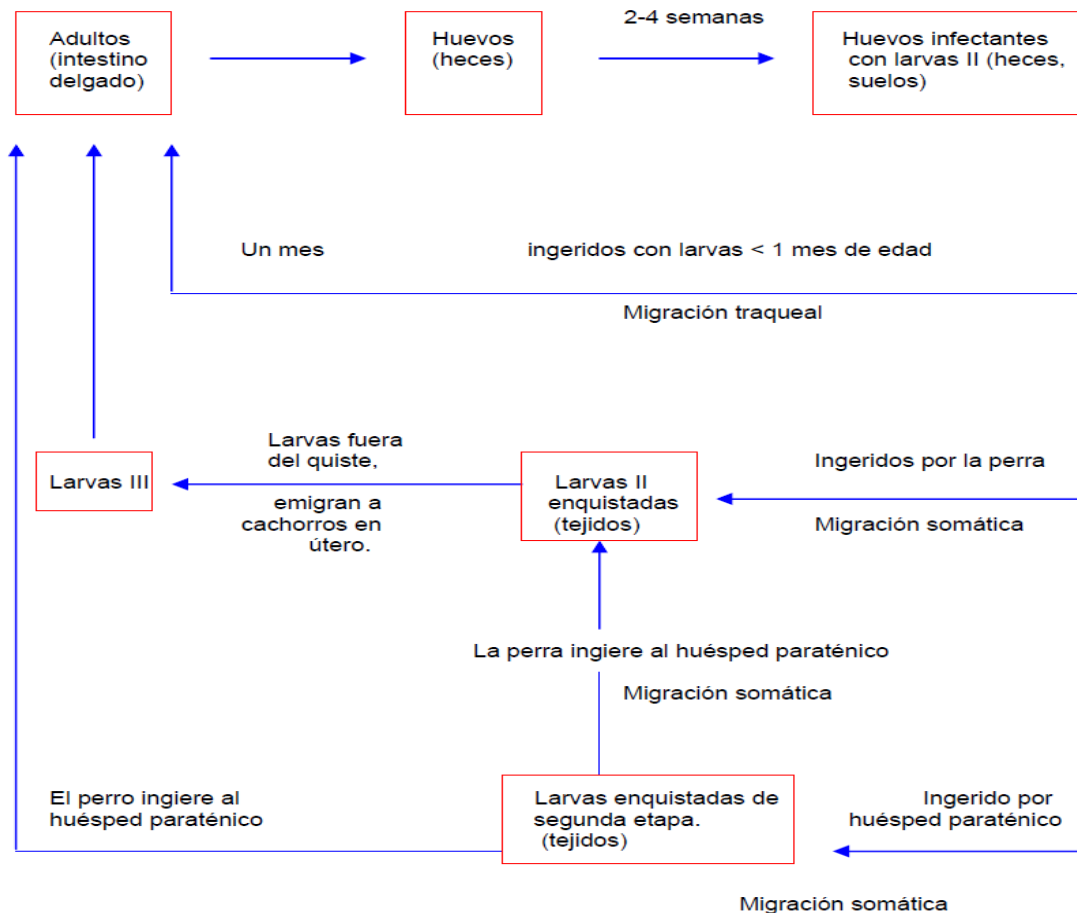 2-4 semanas
Adultos
(intestino
delgado)
Huevos
(heces)
Huevos infectantes
con larvas II (heces,
suelos)
Un mes
ingeridos con larvas < 1 mes de edad
Migración traqueal
Larvas III
Larvas fuera
del quiste,
emigran a
cachorros en
útero.
Larvas II
enquistadas
(tejidos)
Ingeridos por la perra
Migración somática
La perra ingiere al huésped paraténico
Migración somática
El perro ingiere al
huésped paraténico
Larvas enquistadas de
segunda etapa.
(tejidos)
Ingerido por
huésped paraténico
Migración somática